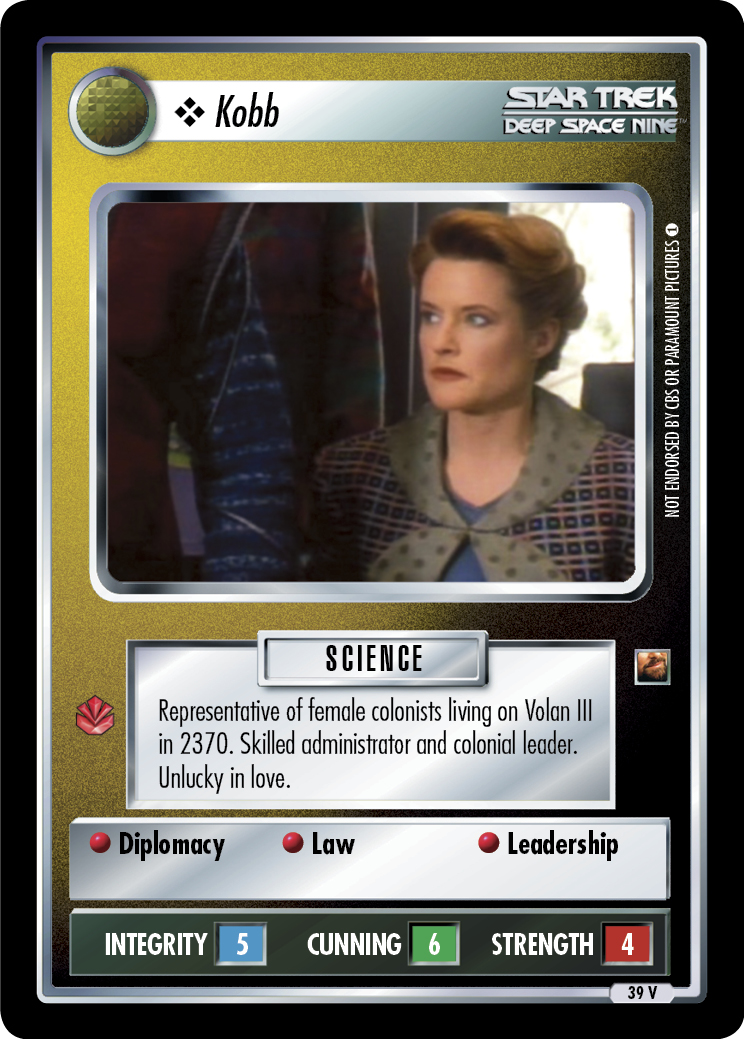 ❖ Kobb
STAR TREK
DEEP SPACE NINE™
NOT ENDORSED BY CBS OR PARAMOUNT PICTURES 1
SCIENCE
Representative of female colonists living on Volan III
in 2370. Skilled administrator and colonial leader.
Unlucky in love.
Diplomacy Law Leadership
INTEGRITY 5 CUNNING 6 STRENGTH 4
39 V